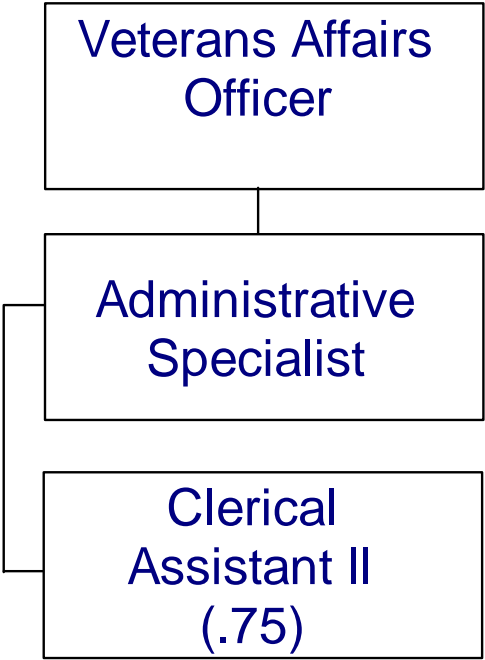 Veterans Affairs
Officer
Administrative
Specialist
Clerical
Assistant II
(.75)